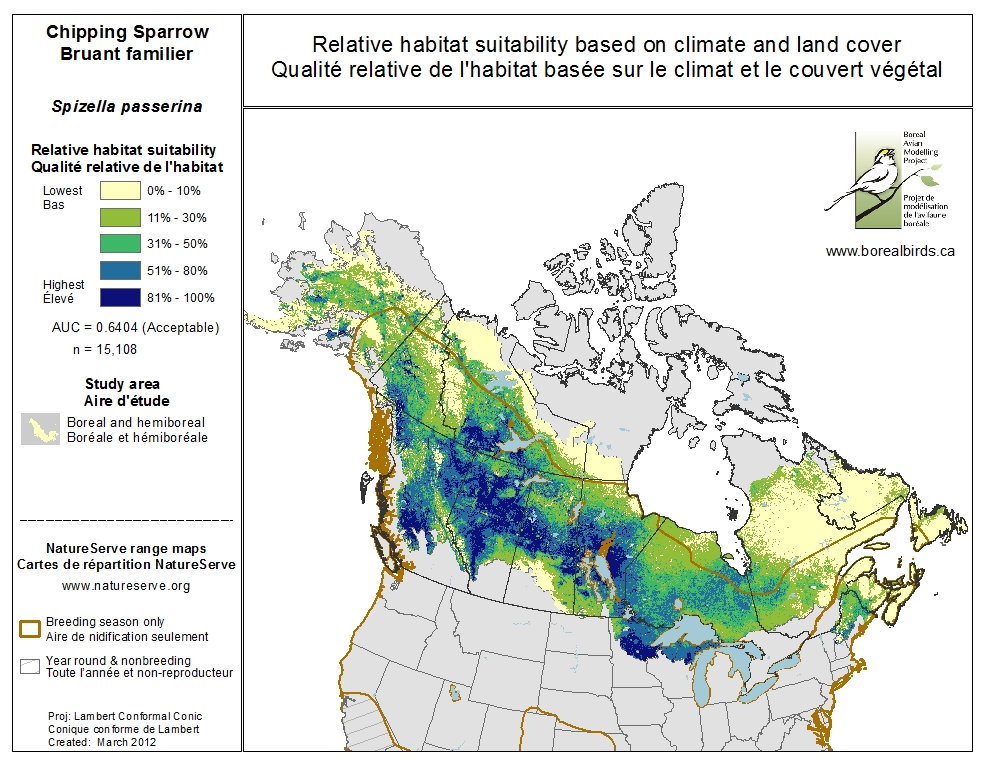 Chipping Sparrow
Bruant familier
Spizella passerina
Relative habitat suitability
Qualité relative de l'habitat
Lowest
Bas
0% - 10%
11% - 30%
31% - 50%
51% - 80%
Highest
Élevé
81% - 100%
AUC = 0.6404 (Acceptable)
n = 15,108
Study area
Aire d'étude
Boreal and hemiboreal
Boréale et hémiboréale
NatureServe range maps
Cartes de répartition NatureServe
www.natureserve.org
Breeding season only
Aire de nidification seulement
Year round & nonbreeding
Toute l'année et non-reproducteur
Proj: Lambert Conformal Conic
Conique conforme de Lambert
Created: March 2012
Relative habitat suitability based on climate and land cover
Qualité relative de l'habitat basée sur le climat et le couvert végétal
Boreal
Avian
Modelling
Project
Projet de
modélisation
de l'avifaune
boréale
www.borealbirds.ca